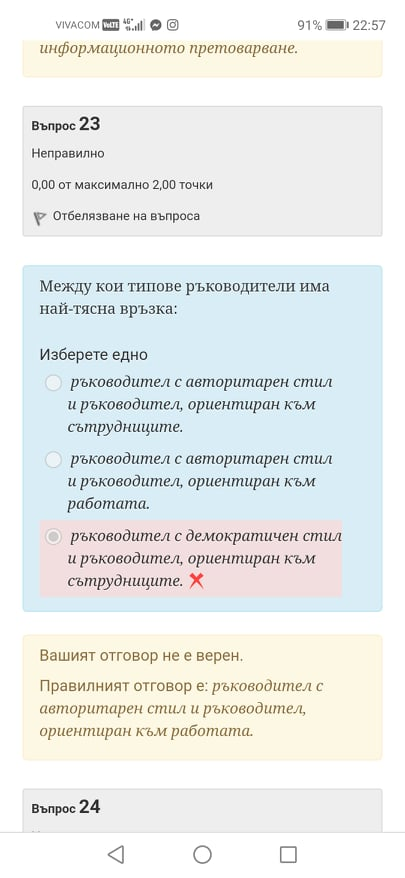 VIVACOM VoLTE 4G+ 91% 22:57
информационното претоварване.
Въпрос 23
Неправилно
0,00 от максимално 2,00 точки
Отбелязване на въпроса
Между кои типове ръководители има
най-тясна връзка:
Изберете едно
ръководител с авторитарен стил
и ръководител, ориентиран към
сътрудниците.
ръководител с авторитарен стил
и ръководител, ориентиран към
работата.
ръководител с демократичен стил
и ръководител, ориентиран към
сътрудниците.
Вашият отговор не е верен.
Правилният отговор е: ръководител с
авторитарен стил и ръководител,
ориентиран към работата.
Въпрос 24